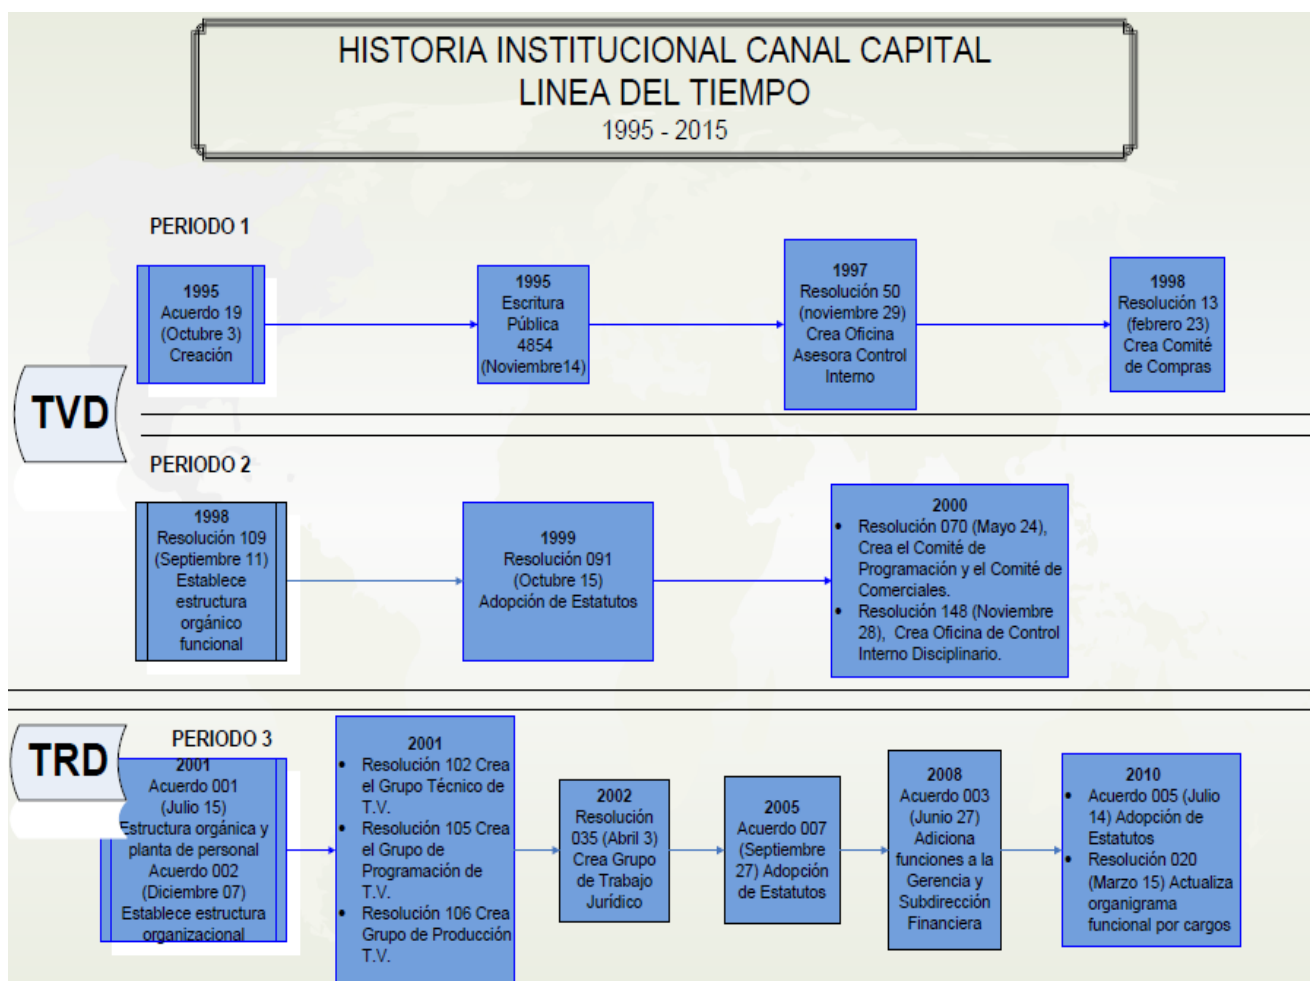 HISTORIA INSTITUCIONAL CANAL CAPITAL
LINEA DEL TIEMPO
1995 - 2015
PERIODO 1
1995
Acuerdo 19
(Octubre 3)
Creación
1995
Escritura
Pública
4854
(Noviembre14)
1997
Resolución 50
(noviembre 29)
Crea Oficina
Asesora Control
Interno
1998
Resolución 13
(febrero 23)
Crea Comité
de Compras
TVD
PERIODO 2
1998
Resolución 109
(Septiembre 11)
Establece
estructura
orgánico
funcional
1999
Resolución 091
(Octubre 15)
Adopción de Estatutos
2000
• Resolución 070 (Mayo 24),
Crea el Comité de
Programación y el Comité de
Comerciales.
• Resolución 148 (Noviembre
28), Crea Oficina de Control
Interno Disciplinario.
TRD
PERIODO 3
2001
Acuerdo 001
(Julio 15)
Estructura orgánica y
planta de personal
Acuerdo 002
(Diciembre 07)
Establece estructura
organizacional
2001
• Resolución 102 Crea
el Grupo Técnico de
T.V.
• Resolución 105 Crea
el Grupo de
Programación de
T.V.
• Resolución 106 Crea
Grupo de Producción
T.V.
2002
Resolución
035 (Abril 3)
Crea Grupo
de Trabajo
Jurídico
2005
Acuerdo 007
(Septiembre
27) Adopción
de Estatutos
2008
Acuerdo 003
(Junio 27)
Adiciona
funciones a la
Gerencia y
Subdirección
Financiera
2010
• Acuerdo 005 (Julio
14) Adopción de
Estatutos
• Resolución 020
(Marzo 15) Actualiza
organigrama
funcional por cargos